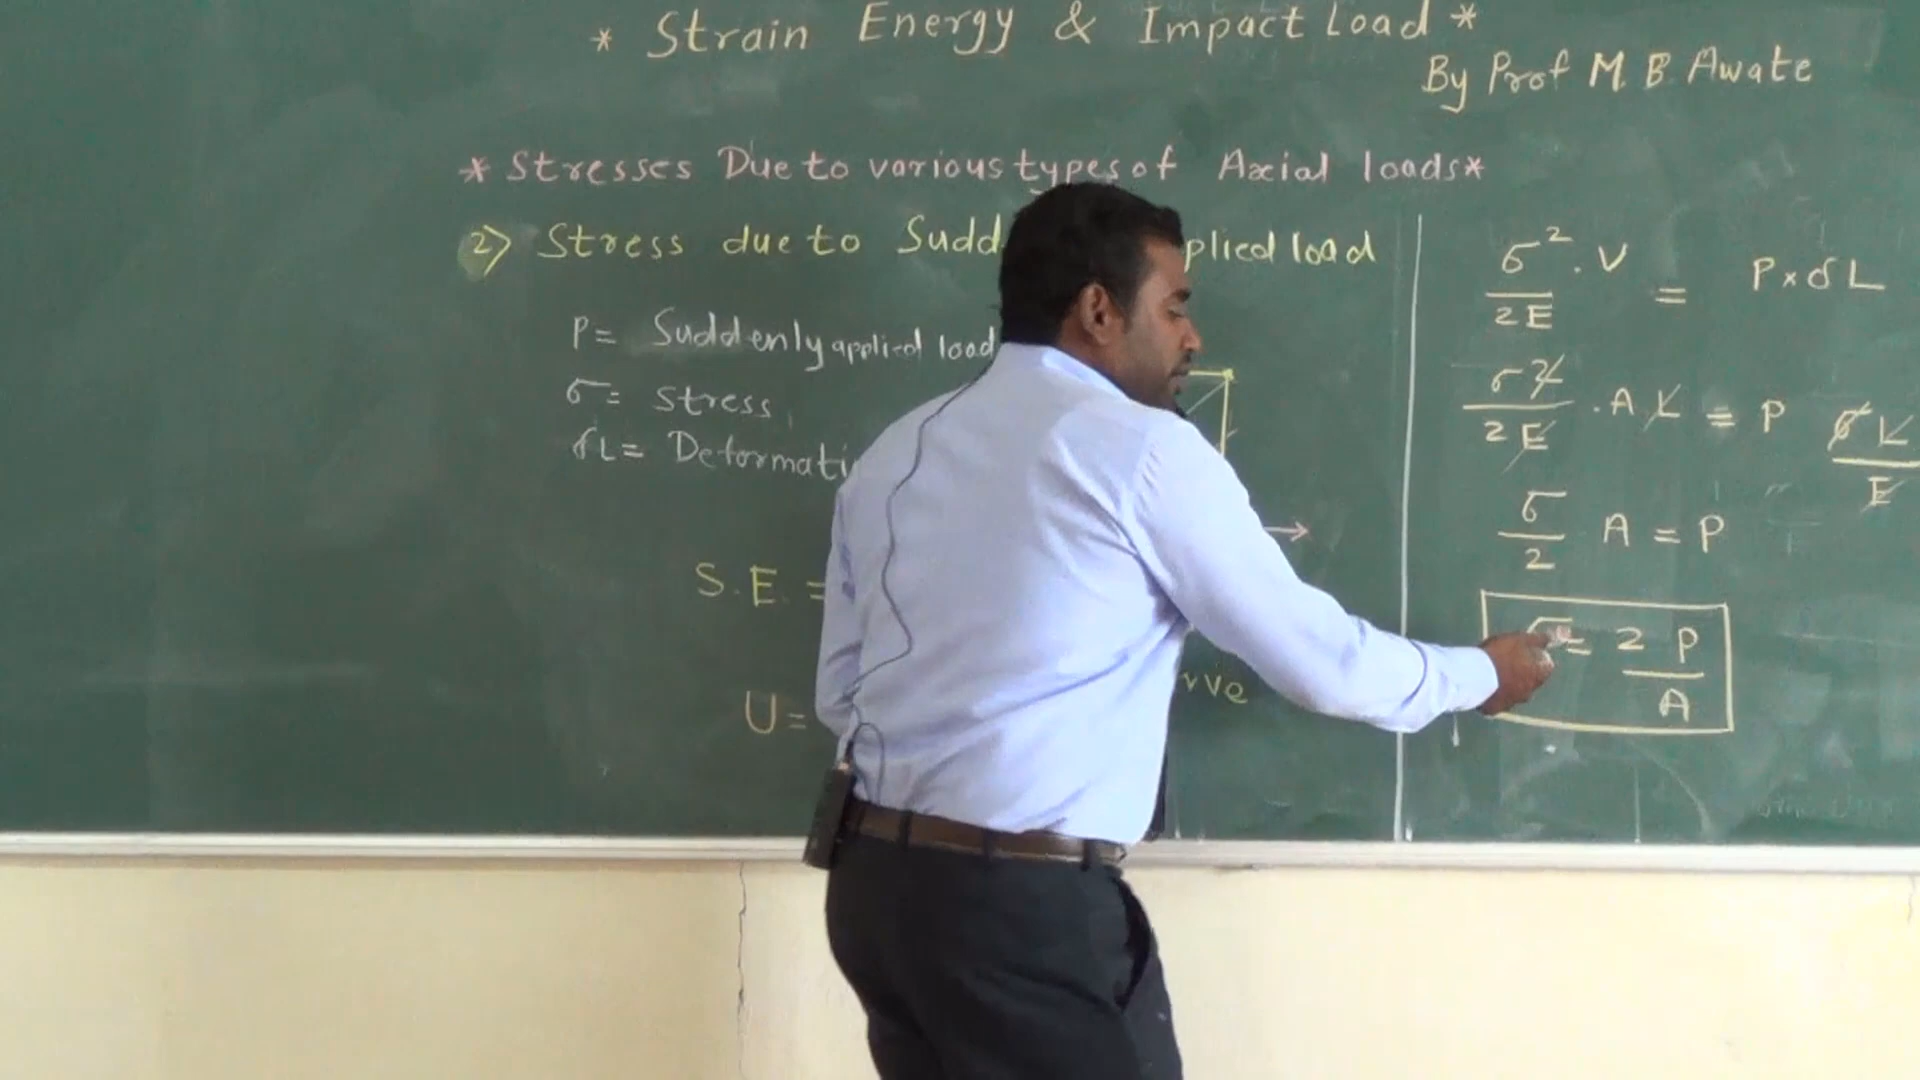 * Strain Energy & Impact Load *
By Prof M. B. Awate
* Stresses Due to various types of Axial loads *
2) Stress due to Sudd plied load
P = Suddenly applied load
σ = Stress
δL = Deformati
S.E. =
U =
rve
σ²/2E . V = P × δL
σ²/2E . A L = P σL/E
σ/2 A = P
σ = 2 P/A